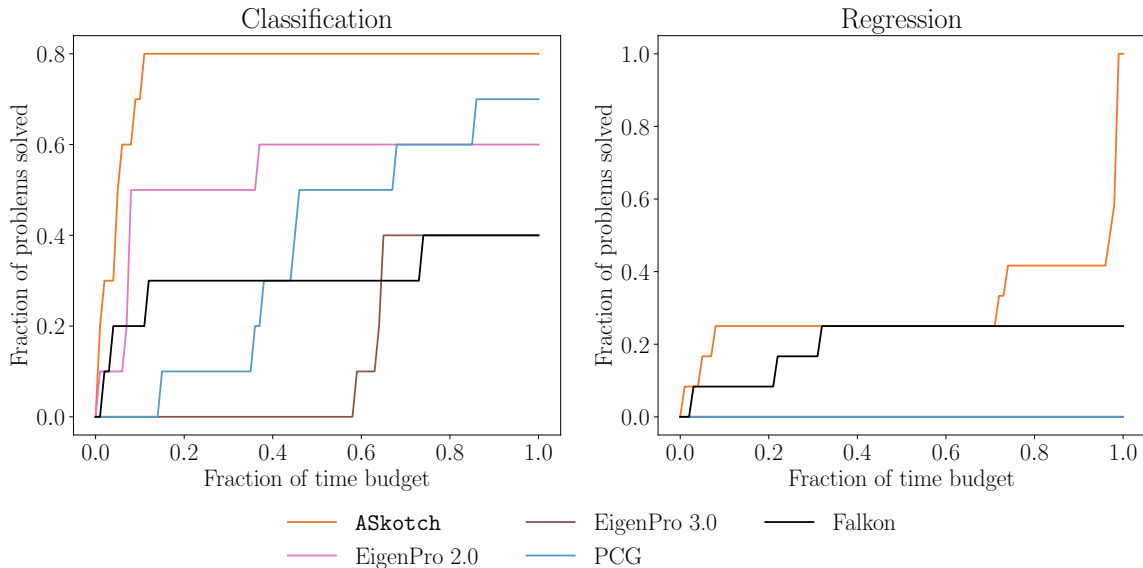 Classification
Fraction of problems solved
0.8
0.6
0.4
0.2
0.0
0.0 0.2 0.4 0.6 0.8 1.0
Fraction of time budget
Regression
Fraction of problems solved
1.0
0.8
0.6
0.4
0.2
0.0
0.0 0.2 0.4 0.6 0.8 1.0
Fraction of time budget
ASkotch EigenPro 3.0 Falkon
EigenPro 2.0 PCG